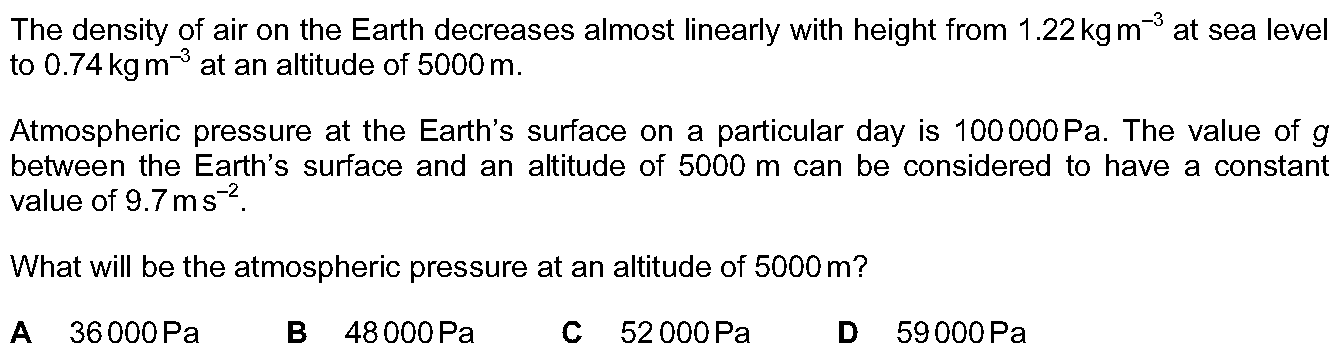 The density of air on the Earth decreases almost linearly with height from 1.22 kg m⁻³ at sea level
to 0.74 kg m⁻³ at an altitude of 5000 m.
Atmospheric pressure at the Earth's surface on a particular day is 100 000 Pa. The value of g
between the Earth's surface and an altitude of 5000 m can be considered to have a constant
value of 9.7 m s⁻².
What will be the atmospheric pressure at an altitude of 5000 m?
A 36 000 Pa B 48 000 Pa C 52 000 Pa D 59 000 Pa